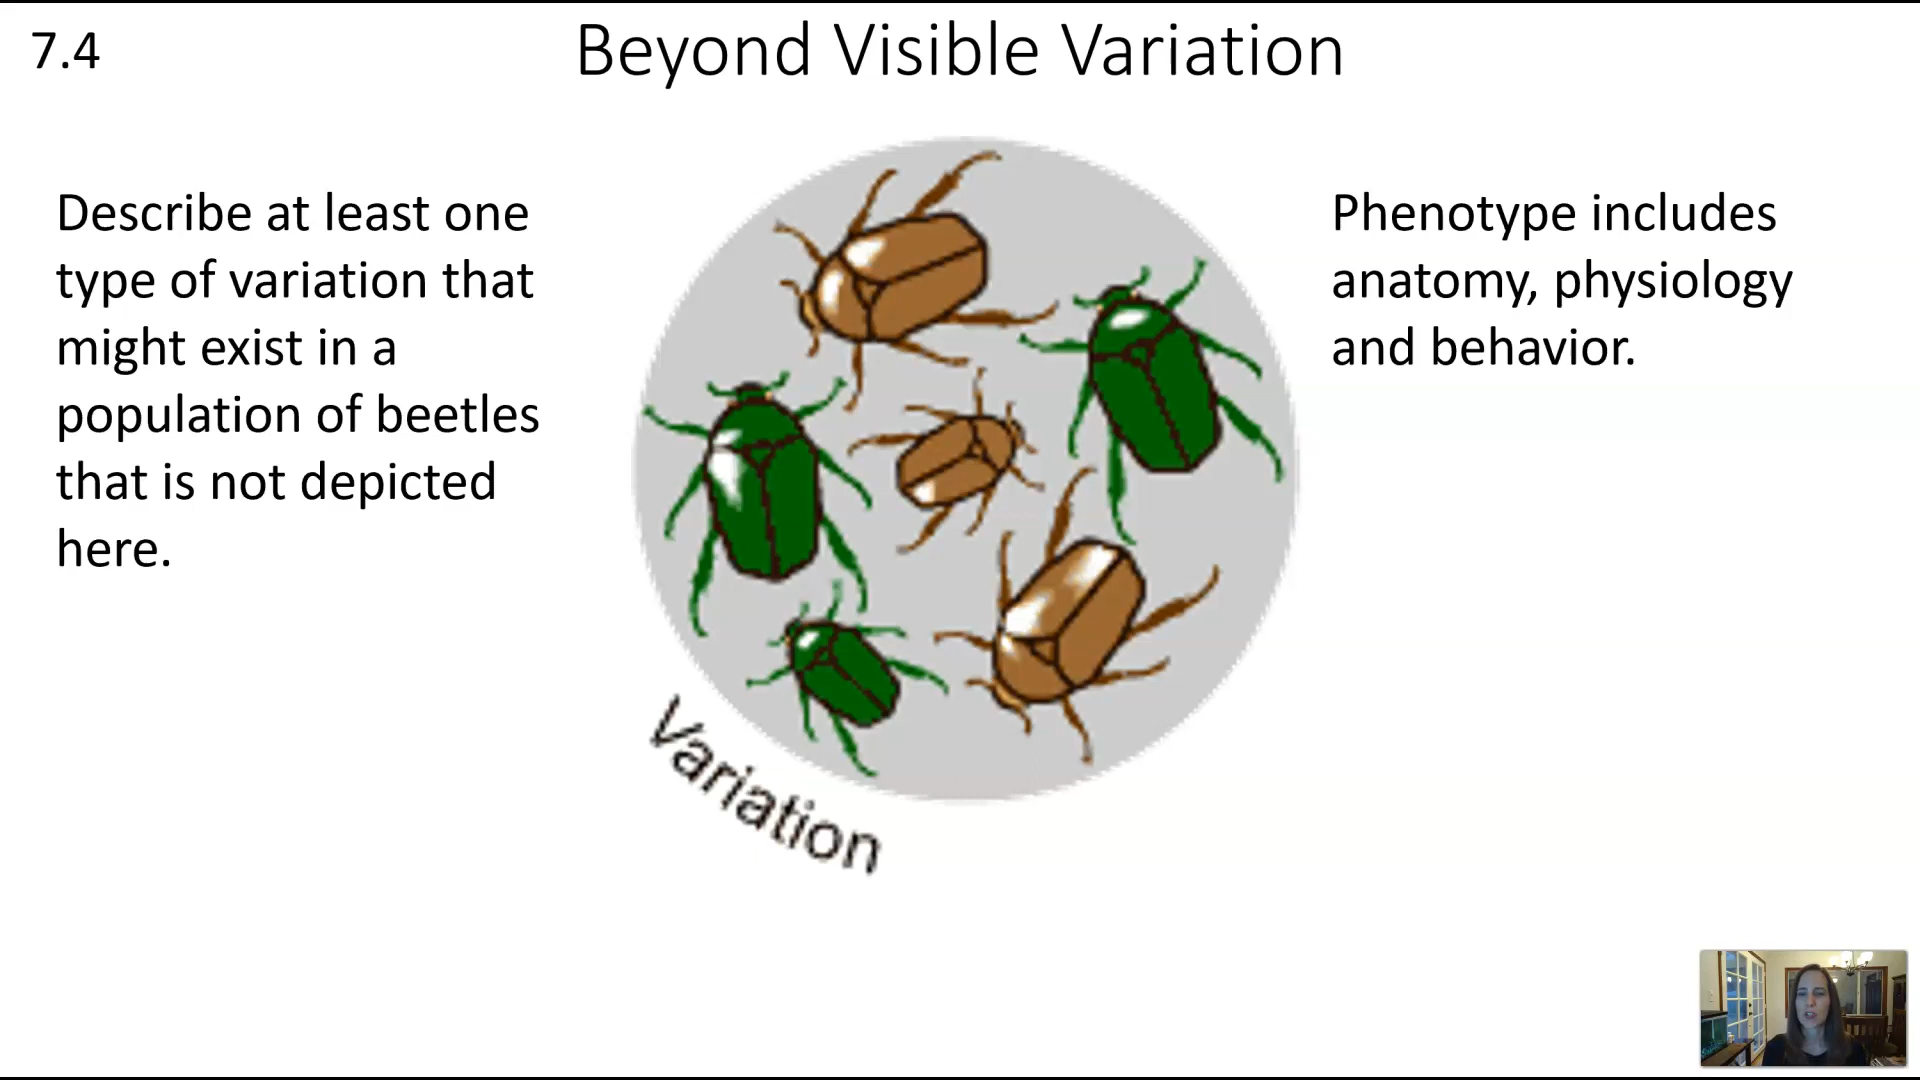 7.4
Beyond Visible Variation
Describe at least one
type of variation that
might exist in a
population of beetles
that is not depicted
here.
Variation
Phenotype includes
anatomy, physiology
and behavior.